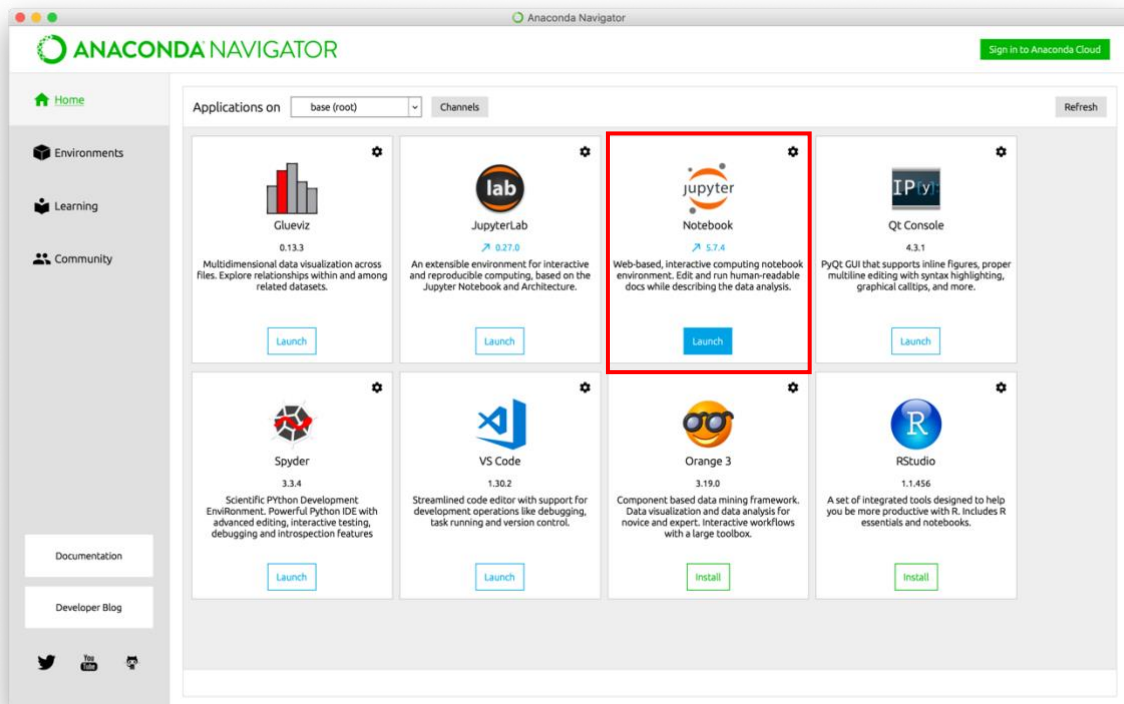 Anaconda Navigator
ANACONDA NAVIGATOR
Sign in to Anaconda Cloud
Home
Environments
Learning
Community
Documentation
Developer Blog
You
Tube
Applications on
base (root)
Channels
Refresh
Glueviz
0.13.3
Multidimensional data visualization across
files. Explore relationships within and among
related datasets.
Launch
lab
JupyterLab
0.27.0
An extensible environment for interactive
and reproducible computing, based on the
Jupyter Notebook and Architecture.
Launch
jupyter
Notebook
5.7.4
Web-based, interactive computing notebook
environment. Edit and run human-readable
docs while describing the data analysis.
Launch
IP[y]:
Qt Console
4.3.1
PyQt GUI that supports inline figures, proper
multiline editing with syntax highlighting,
graphical calltips, and more.
Launch
Spyder
3.3.4
Scientific PYthon Development
EnviRonment. Powerful Python IDE with
advanced editing, interactive testing,
debugging and introspection features
Launch
VS Code
1.30.2
Streamlined code editor with support for
development operations like debugging,
task running and version control.
Launch
Orange 3
3.19.0
Component based data mining framework.
Data visualization and data analysis for
novice and expert. Interactive workflows
with a large toolbox.
Install
R
RStudio
1.1.456
A set of integrated tools designed to help
you be more productive with R. Includes R
essentials and notebooks.
Install